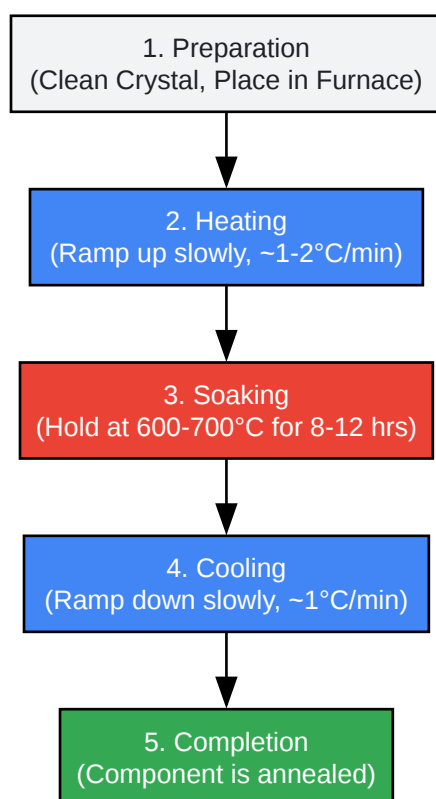 1. Preparation
(Clean Crystal, Place in Furnace)
2. Heating
(Ramp up slowly, ~1-2°C/min)
3. Soaking
(Hold at 600-700°C for 8-12 hrs)
4. Cooling
(Ramp down slowly, ~1°C/min)
5. Completion
(Component is annealed)